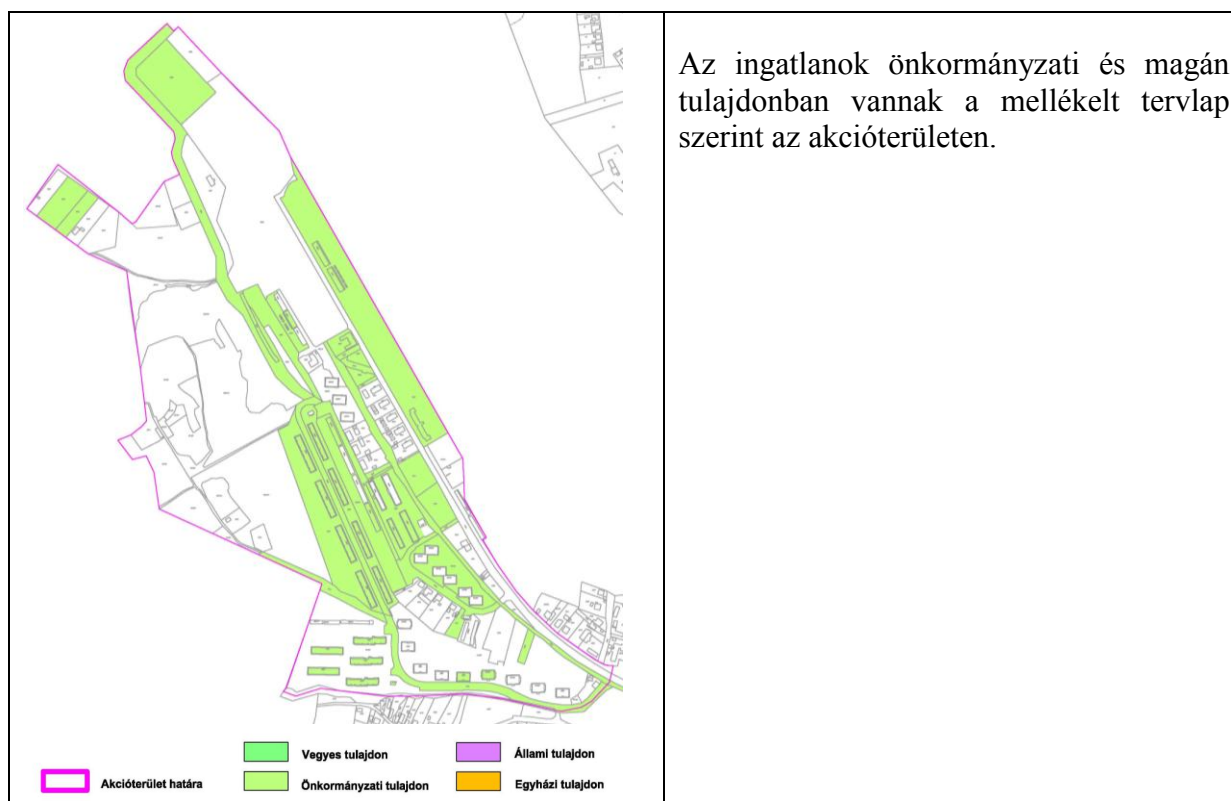 Az ingatlanok önkormányzati és magán
tulajdonban vannak a mellékelt tervlap
szerint az akcióterületen.
Vegyes tulajdon
Állami tulajdon
Akcióterület határa
Önkormányzati tulajdon
Egyházi tulajdon